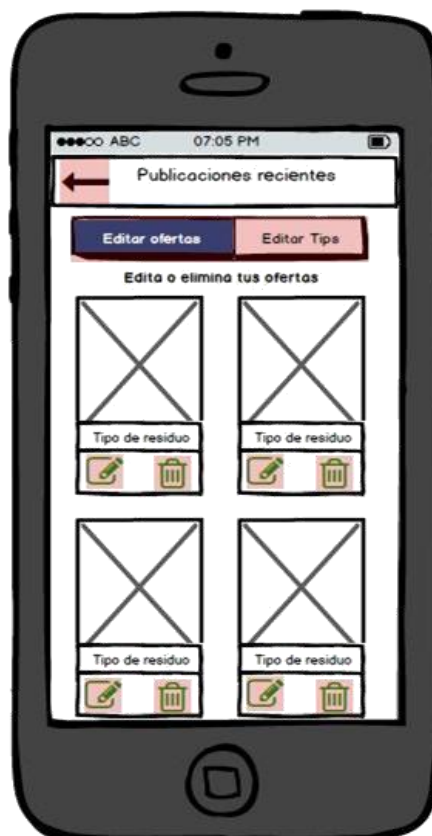 ABC 07:05 PM
Publicaciones recientes
Editar ofertas Editar Tips
Edita o elimina tus ofertas
Tipo de residuo Tipo de residuo
Tipo de residuo Tipo de residuo